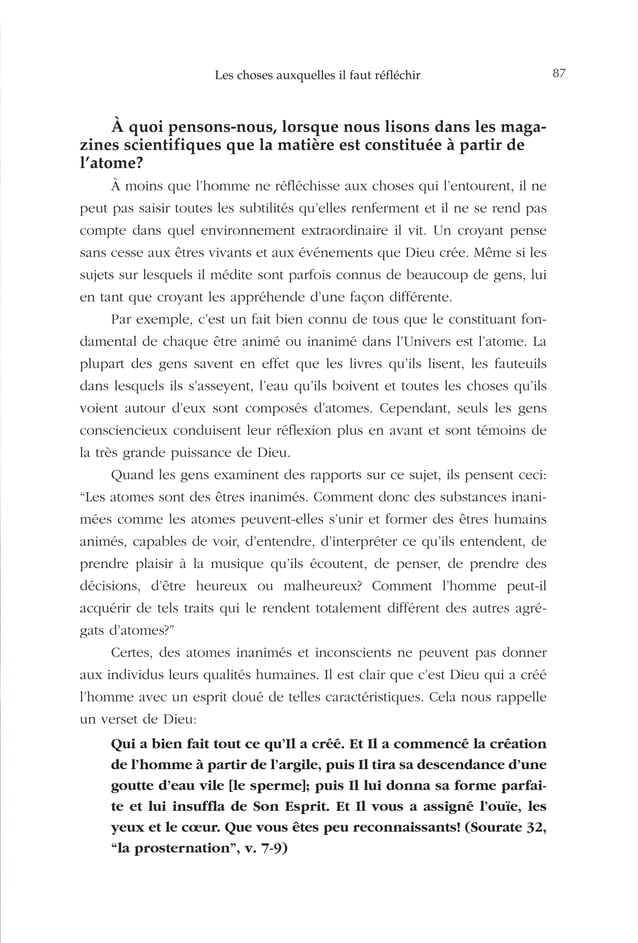 Les choses auxquelles il faut réfléchir
87
À quoi pensons-nous, lorsque nous lisons dans les maga-
zines scientifiques que la matière est constituée à partir de
l’atome?
À moins que l’homme ne réfléchisse aux choses qui l’entourent, il ne
peut pas saisir toutes les subtilités qu’elles renferment et il ne se rend pas
compte dans quel environnement extraordinaire il vit. Un croyant pense
sans cesse aux êtres vivants et aux événements que Dieu crée. Même si les
sujets sur lesquels il médite sont parfois connus de beaucoup de gens, lui
en tant que croyant les appréhende d’une façon différente.
Par exemple, c’est un fait bien connu de tous que le constituant fon-
damental de chaque être animé ou inanimé dans l’Univers est l’atome. La
plupart des gens savent en effet que les livres qu’ils lisent, les fauteuils
dans lesquels ils s’asseyent, l’eau qu’ils boivent et toutes les choses qu’ils
voient autour d’eux sont composés d’atomes. Cependant, seuls les gens
consciencieux conduisent leur réflexion plus en avant et sont témoins de
la très grande puissance de Dieu.
Quand les gens examinent des rapports sur ce sujet, ils pensent ceci:
“Les atomes sont des êtres inanimés. Comment donc des substances inani-
mées comme les atomes peuvent-elles s’unir et former des êtres humains
animés, capables de voir, d’entendre, d’interpréter ce qu’ils entendent, de
prendre plaisir à la musique qu’ils écoutent, de penser, de prendre des
décisions, d’être heureux ou malheureux? Comment l’homme peut-il
acquérir de tels traits qui le rendent totalement différent des autres agré-
gats d’atomes?”
Certes, des atomes inanimés et inconscients ne peuvent pas donner
aux individus leurs qualités humaines. Il est clair que c’est Dieu qui a créé
l’homme avec un esprit doué de telles caractéristiques. Cela nous rappelle
un verset de Dieu:
Qui a bien fait tout ce qu’Il a créé. Et Il a commencé la création
de l’homme à partir de l’argile, puis Il tira sa descendance d’une
goutte d’eau vile [le sperme]; puis Il lui donna sa forme parfai-
te et lui insuffla de Son Esprit. Et Il vous a assigné l’ouïe, les
yeux et le cœur. Que vous êtes peu reconnaissants! (Sourate 32,
“la prosternation”, v. 7-9)